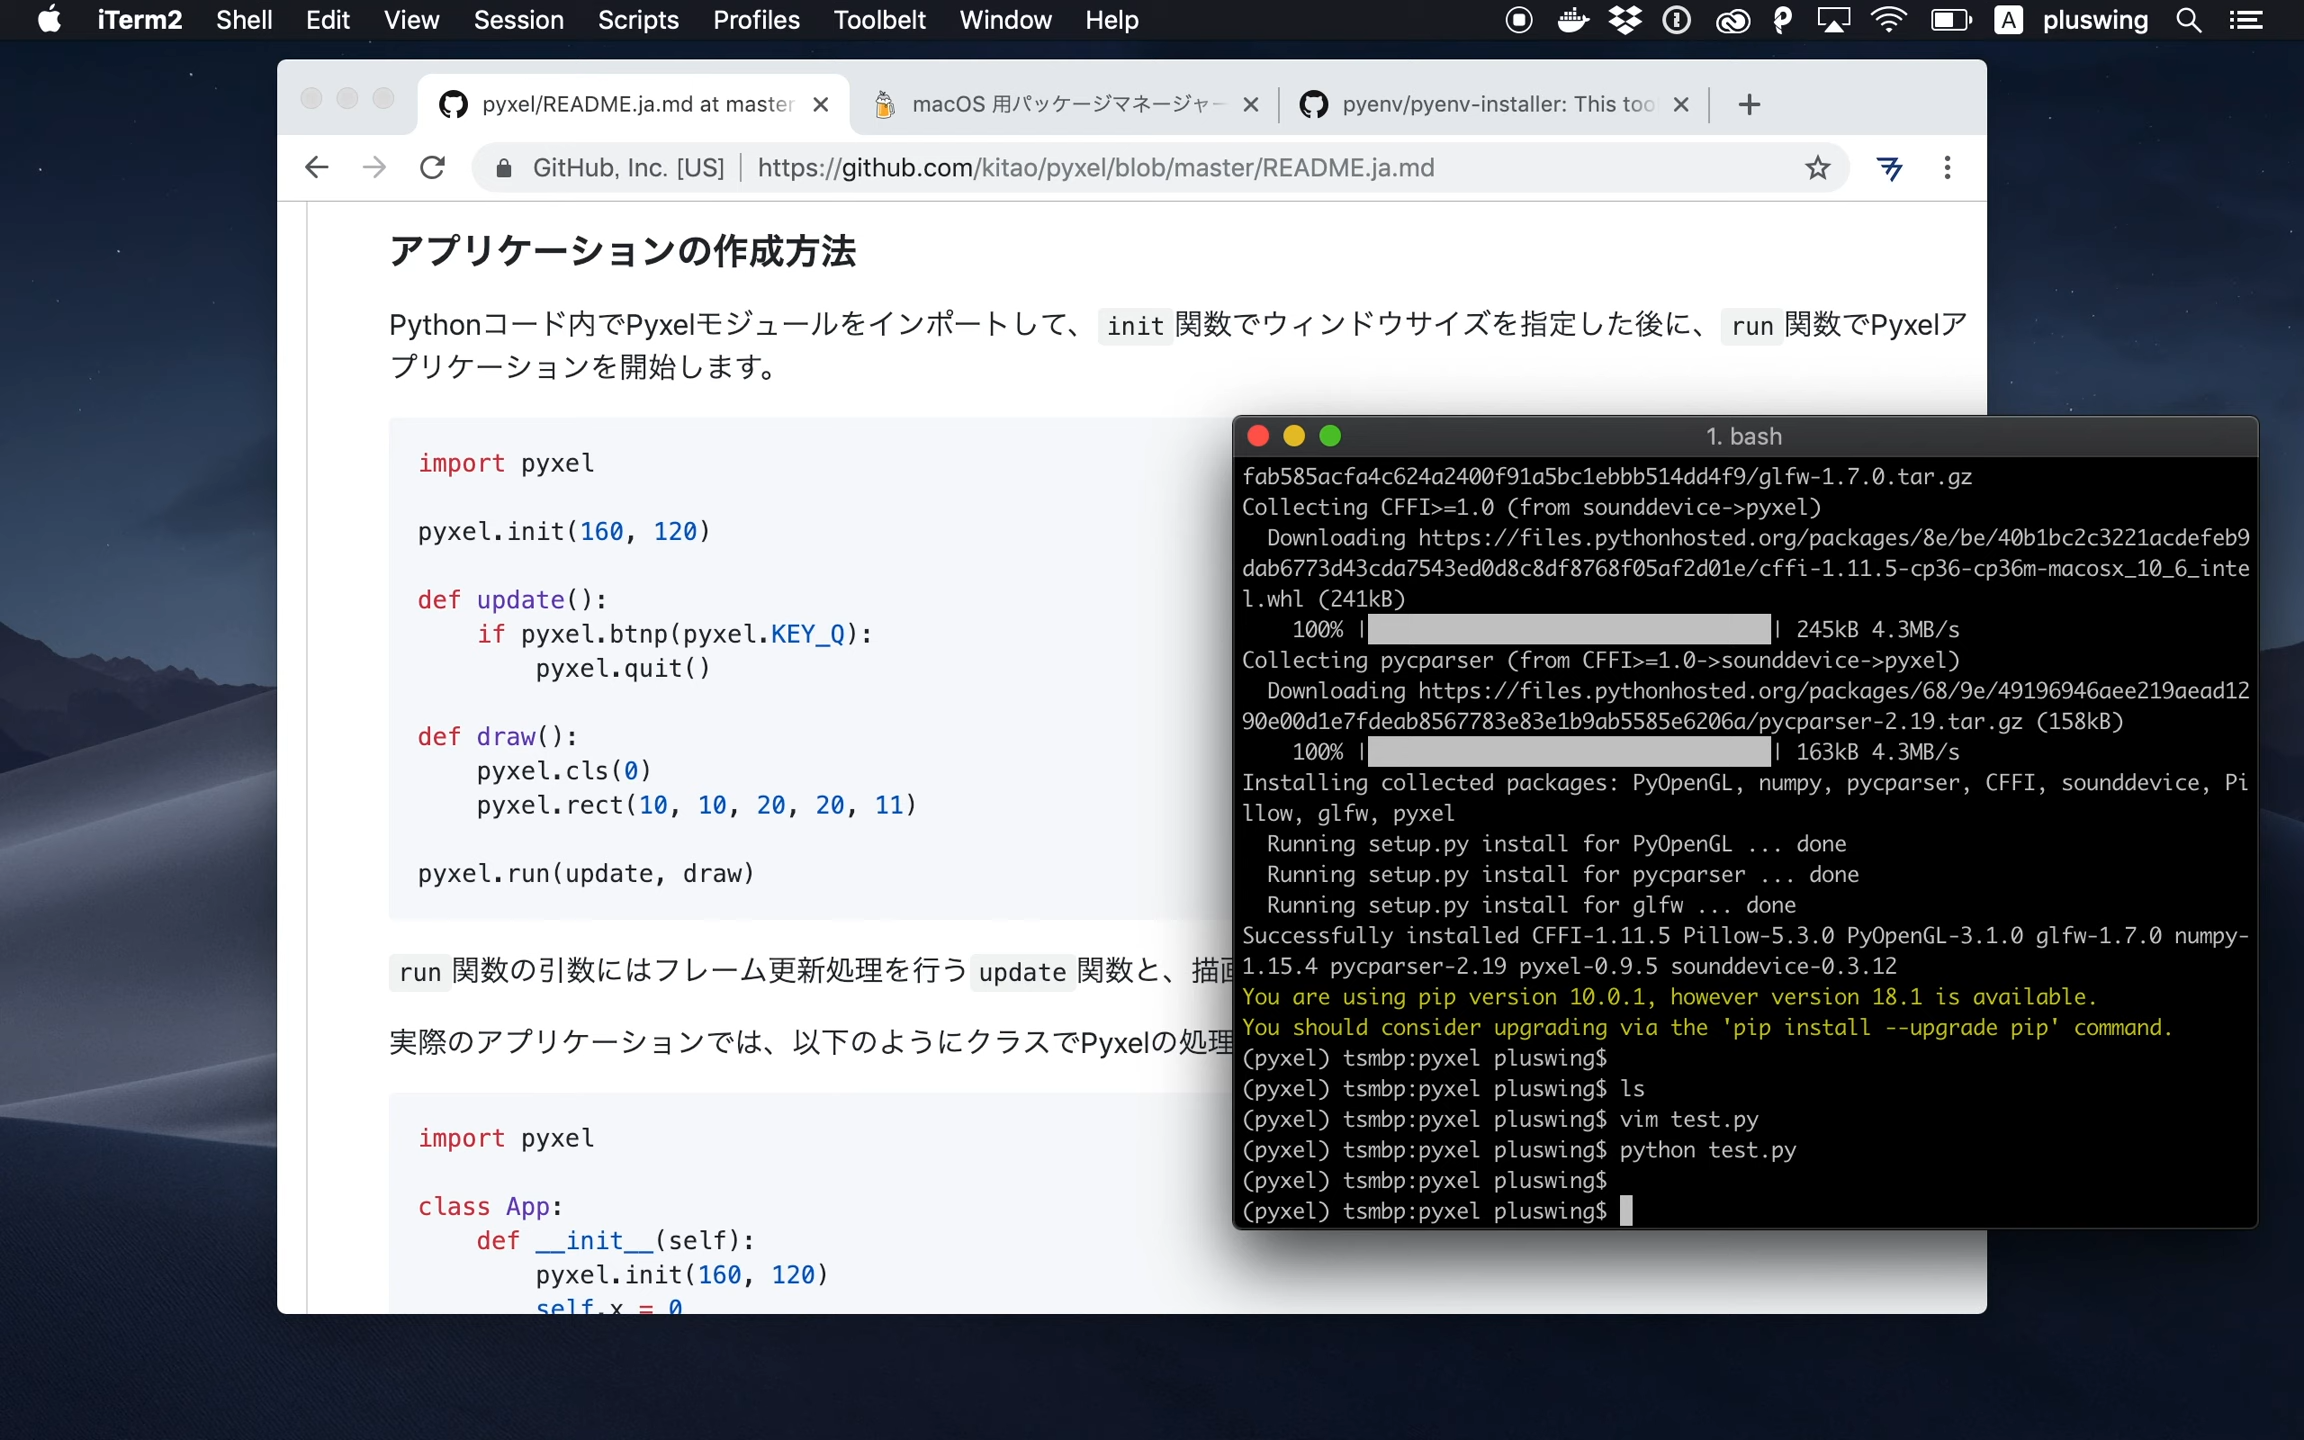 iTerm2 Shell Edit View Session Scripts Profiles Toolbelt Window Help A pluswing
pyxel/README.ja.md at master
macOS 用パッケージマネージャー
pyenv/pyenv-installer: This too
GitHub, Inc. [US] https://github.com/kitao/pyxel/blob/master/README.ja.md
アプリケーションの作成方法
Pythonコード内でPyxelモジュールをインポートして、 init 関数でウィンドウサイズを指定した後に、 run 関数でPyxelア
プリケーションを開始します。
import pyxel
pyxel.init(160, 120)
def update():
    if pyxel.btnp(pyxel.KEY_Q):
        pyxel.quit()
def draw():
    pyxel.cls(0)
    pyxel.rect(10, 10, 20, 20, 11)
pyxel.run(update, draw)
run 関数の引数にはフレーム更新処理を行う update 関数と、描
実際のアプリケーションでは、以下のようにクラスでPyxelの処理
import pyxel
class App:
    def __init__(self):
        pyxel.init(160, 120)
        self.x = 0
1. bash
fab585acfa4c624a2400f91a5bc1ebbb514dd4f9/glfw-1.7.0.tar.gz
Collecting CFFI>=1.0 (from sounddevice->pyxel)
  Downloading https://files.pythonhosted.org/packages/8e/be/40b1bc2c3221acdefeb9
dab6773d43cda7543ed0d8c8df8768f05af2d01e/cffi-1.11.5-cp36-cp36m-macosx_10_6_inte
l.whl (241kB)
    100% |████████████████████████████████| 245kB 4.3MB/s
Collecting pycparser (from CFFI>=1.0->sounddevice->pyxel)
  Downloading https://files.pythonhosted.org/packages/68/9e/49196946aee219aead12
90e00d1e7fdeab8567783e83e1b9ab5585e6206a/pycparser-2.19.tar.gz (158kB)
    100% |████████████████████████████████| 163kB 4.3MB/s
Installing collected packages: PyOpenGL, numpy, pycparser, CFFI, sounddevice, Pi
llow, glfw, pyxel
  Running setup.py install for PyOpenGL ... done
  Running setup.py install for pycparser ... done
  Running setup.py install for glfw ... done
Successfully installed CFFI-1.11.5 Pillow-5.3.0 PyOpenGL-3.1.0 glfw-1.7.0 numpy-
1.15.4 pycparser-2.19 pyxel-0.9.5 sounddevice-0.3.12
You are using pip version 10.0.1, however version 18.1 is available.
You should consider upgrading via the 'pip install --upgrade pip' command.
(pyxel) tsmbp:pyxel pluswing$
(pyxel) tsmbp:pyxel pluswing$ ls
(pyxel) tsmbp:pyxel pluswing$ vim test.py
(pyxel) tsmbp:pyxel pluswing$ python test.py
(pyxel) tsmbp:pyxel pluswing$
(pyxel) tsmbp:pyxel pluswing$